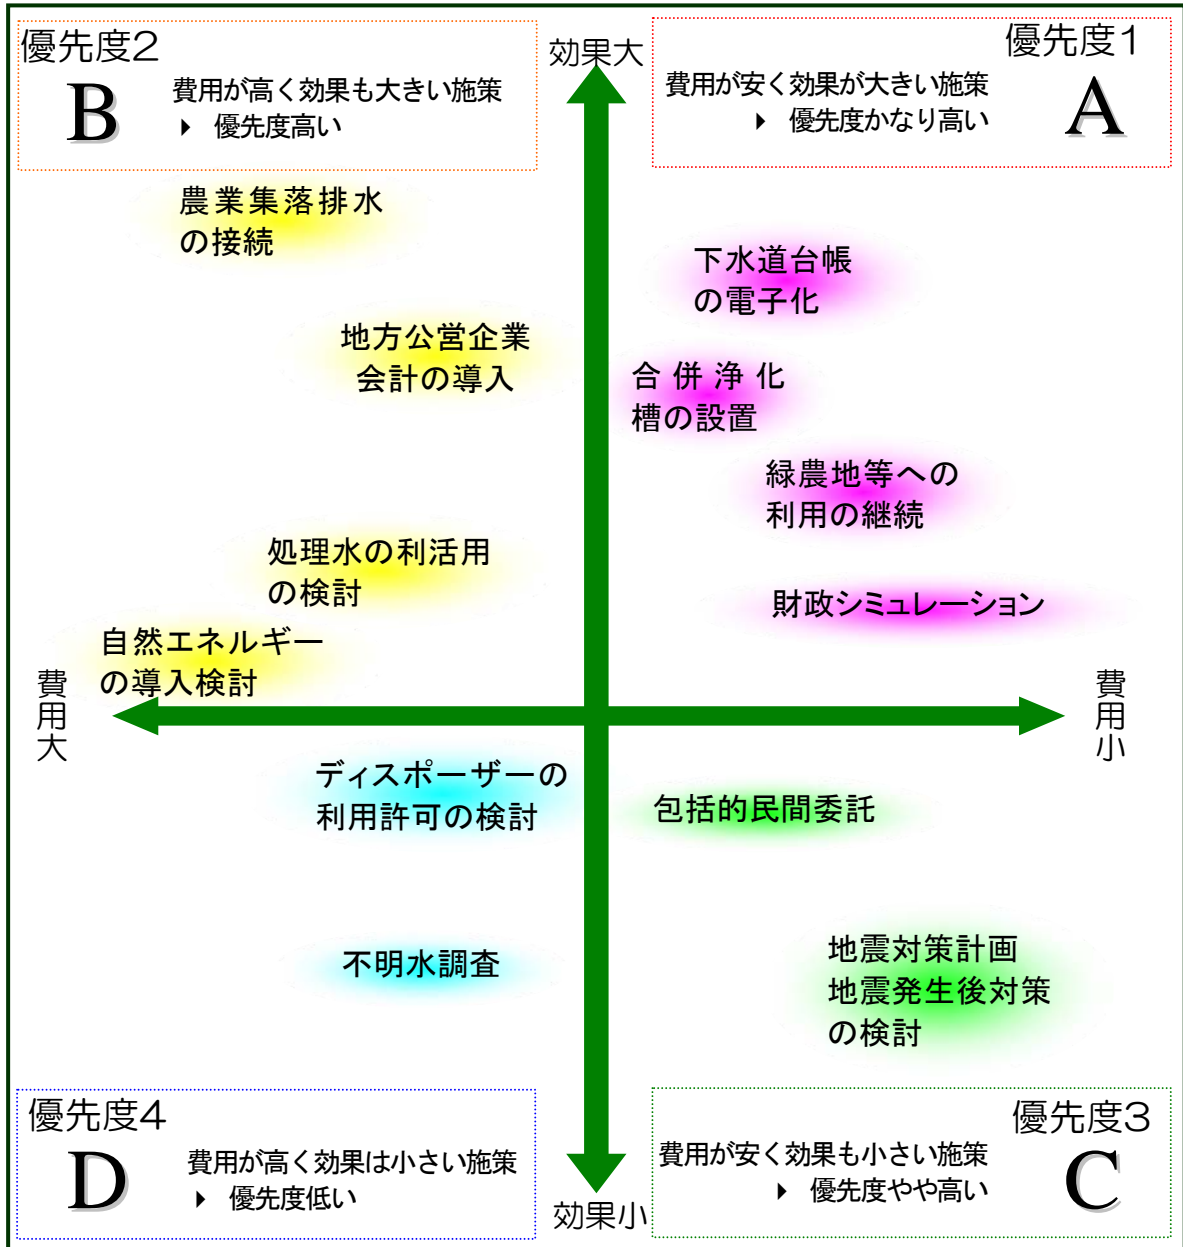 優先度2
B
費用が高く効果も大きい施策
▶ 優先度高い
効果大
優先度1
費用が安く効果が大きい施策
▶ 優先度かなり高い
A
農業集落排水
の接続
下水道台帳
の電子化
地方公営企業
会計の導入
合併浄化
槽の設置
緑農地等への
利用の継続
処理水の利活用
の検討
財政シミュレーション
自然エネルギー
の導入検討
費用大
費用小
ディスポーザーの
利用許可の検討
包括的民間委託
不明水調査
地震対策計画
地震発生後対策
の検討
優先度4
D
費用が高く効果は小さい施策
▶ 優先度低い
効果小
優先度3
費用が安く効果も小さい施策
▶ 優先度やや高い
C